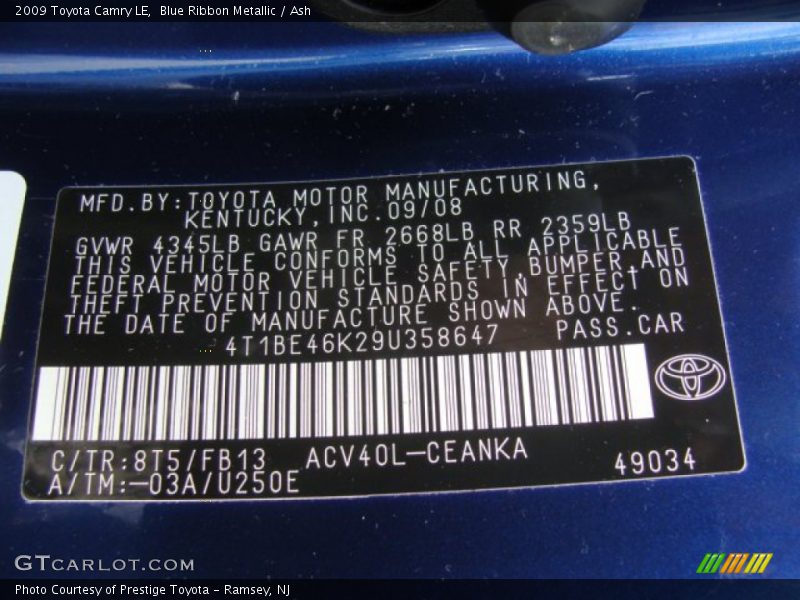 2009 Toyota Camry LE, Blue Ribbon Metallic / Ash
MFD.BY:TOYOTA MOTOR MANUFACTURING,
KENTUCKY,INC.09/08
GVWR 4345LB GAWR FR 2668LB RR 2359LB
THIS VEHICLE CONFORMS TO ALL APPLICABLE
FEDERAL MOTOR VEHICLE SAFETY,BUMPER,AND
THEFT PREVENTION STANDARDS IN EFFECT ON
THE DATE OF MANUFACTURE SHOWN ABOVE.
4T1BE46K29U358647 PASS.CAR
C/TR:8T5/FB13 ACV40L-CEANKA
A/TM:-03A/U250E 49034
GTCARLOT.COM
Photo Courtesy of Prestige Toyota - Ramsey, NJ